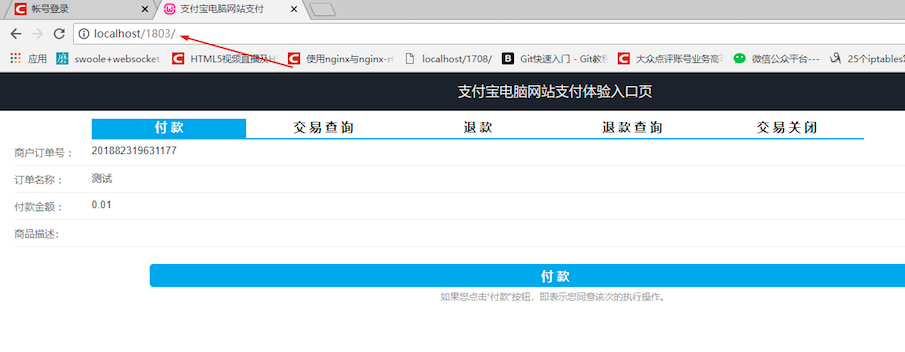 帐号登录 支付宝电脑网站支付
localhost/1803/
应用 swoole+websocket HTML5视频直播及H 使用nginx与nginx-rt localhost/1708/ Git快速入门 - Git教程 大众点评账号业务高可 微信公众平台--- 25个iptables常
支付宝电脑网站支付体验入口页
付款 交易查询 退款 退款查询 交易关闭
商户订单号： 201882319631177
订单名称： 测试
付款金额： 0.01
商品描述：
付款
如果您点击“付款”按钮，即表示您同意该次的执行操作。